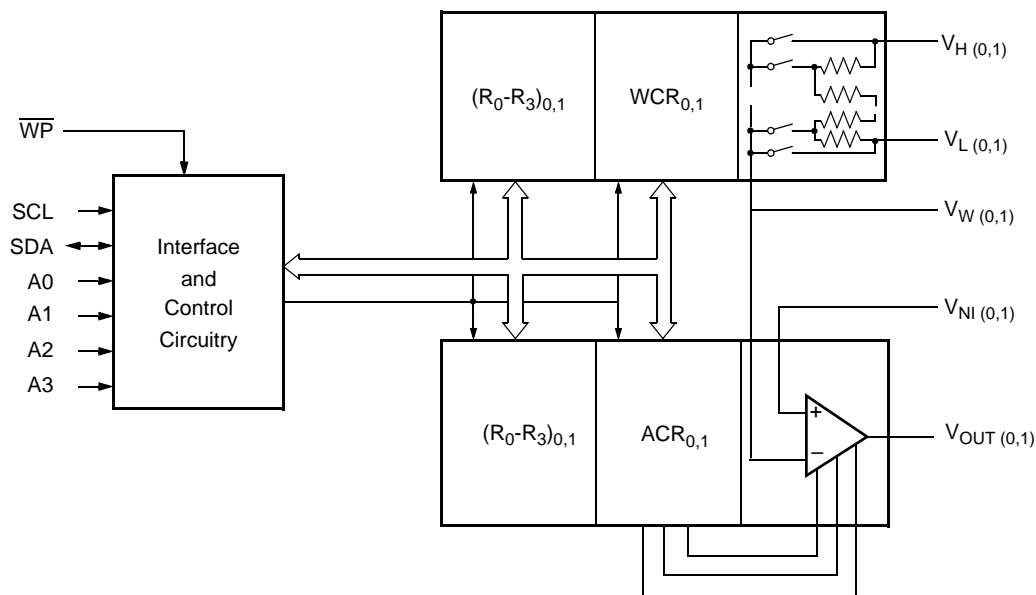 (R0-R3)0,1
WCR0,1
VH (0,1)
VL (0,1)
VW (0,1)
WP
SCL
SDA
A0
A1
A2
A3
Interface
and
Control
Circuitry
VNI (0,1)
(R0-R3)0,1
ACR0,1
+
−
VOUT (0,1)